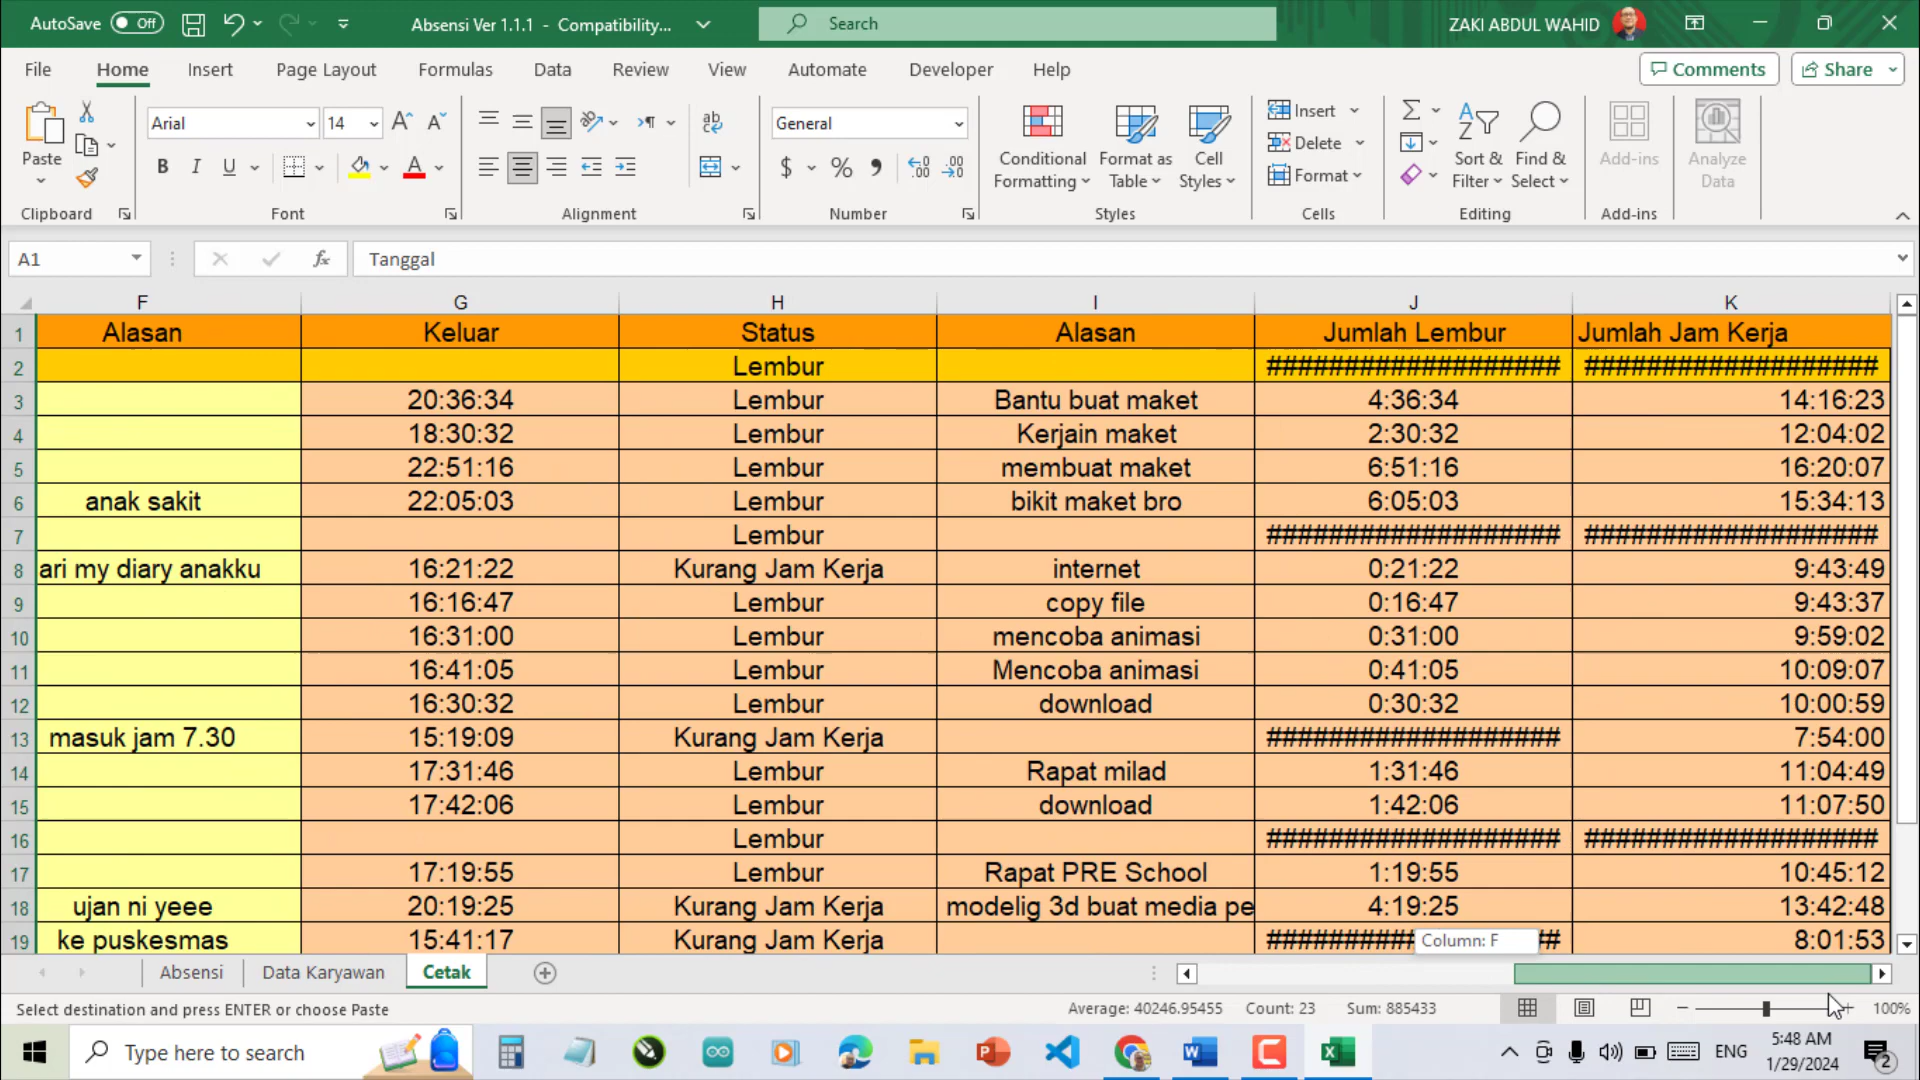 AutoSave Off Absensi Ver 1.1.1 - Compatibility... Search ZAKI ABDUL WAHID
File Home Insert Page Layout Formulas Data Review View Automate Developer Help Comments Share
Arial 14 General Insert
Paste Conditional Format as Cell Delete Sort & Find & Add-ins Analyze
B I U A $ % Formatting Table Styles Format Filter Select Data
Clipboard Font Alignment Number Styles Cells Editing Add-ins
A1 fx Tanggal
F G H I J K
1 Alasan Keluar Status Alasan Jumlah Lembur Jumlah Jam Kerja
2 Lembur ################### ###################
3 20:36:34 Lembur Bantu buat maket 4:36:34 14:16:23
4 18:30:32 Lembur Kerjain maket 2:30:32 12:04:02
5 22:51:16 Lembur membuat maket 6:51:16 16:20:07
6 anak sakit 22:05:03 Lembur bikit maket bro 6:05:03 15:34:13
7 Lembur ################### ###################
8 ari my diary anakku 16:21:22 Kurang Jam Kerja internet 0:21:22 9:43:49
9 16:16:47 Lembur copy file 0:16:47 9:43:37
10 16:31:00 Lembur mencoba animasi 0:31:00 9:59:02
11 16:41:05 Lembur Mencoba animasi 0:41:05 10:09:07
12 16:30:32 Lembur download 0:30:32 10:00:59
13 masuk jam 7.30 15:19:09 Kurang Jam Kerja ################### 7:54:00
14 17:31:46 Lembur Rapat milad 1:31:46 11:04:49
15 17:42:06 Lembur download 1:42:06 11:07:50
16 Lembur ################### ###################
17 17:19:55 Lembur Rapat PRE School 1:19:55 10:45:12
18 ujan ni yeee 20:19:25 Kurang Jam Kerja modelig 3d buat media pe 4:19:25 13:42:48
19 ke puskesmas 15:41:17 Kurang Jam Kerja ########## Column: F ## 8:01:53
Absensi Data Karyawan Cetak
Select destination and press ENTER or choose Paste Average: 40246.95455 Count: 23 Sum: 885433 100%
Type here to search ENG 5:48 AM
1/29/2024 2